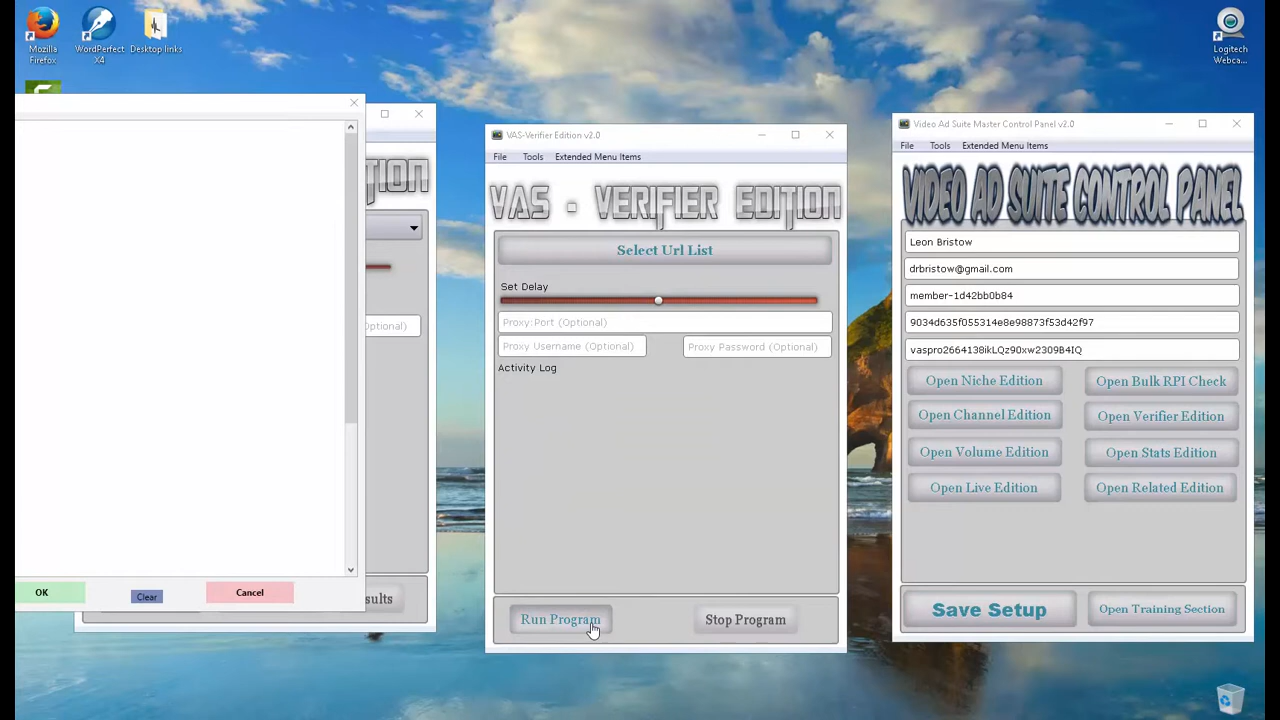 Mozilla
Firefox
WordPerfect
X4
Desktop links
Logitech
Webca...
OK
Clear
Cancel
VAS-Verifier Edition v2.0
File Tools Extended Menu Items
VAS - VERIFIER EDITION
Select Url List
Set Delay
Proxy:Port (Optional)
Proxy Username (Optional) Proxy Password (Optional)
Activity Log
Run Program Stop Program
Video Ad Suite Master Control Panel v2.0
File Tools Extended Menu Items
VIDEO AD SUITE CONTROL PANEL
Leon Bristow
drbristow@gmail.com
member-1d42bb0b84
9034d635f055314e8e98873f53d42f97
vaspro2664138ikLQz90xw2309B4IQ
Open Niche Edition Open Bulk RPI Check
Open Channel Edition Open Verifier Edition
Open Volume Edition Open Stats Edition
Open Live Edition Open Related Edition
Save Setup Open Training Section